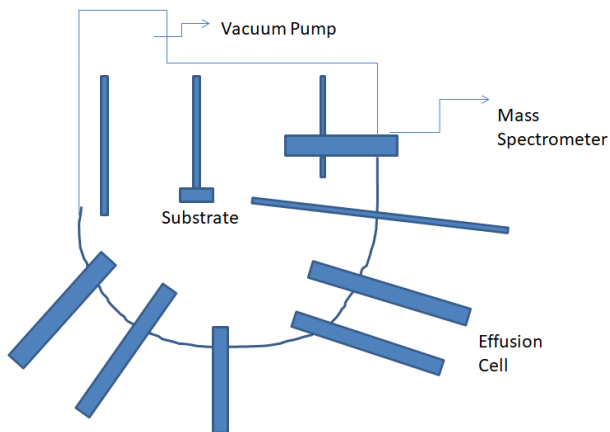 Vacuum Pump
Mass
Spectrometer
Substrate
Effusion
Cell